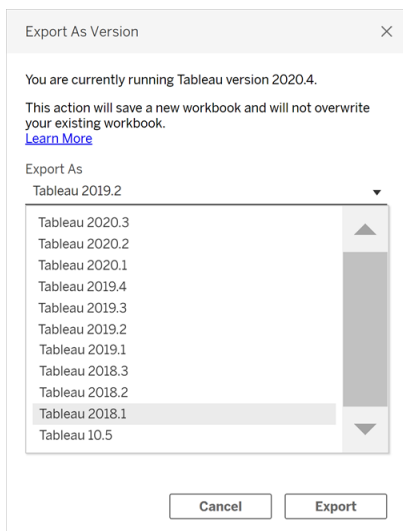 Export As Version
You are currently running Tableau version 2020.4.
This action will save a new workbook and will not overwrite
your existing workbook.
Learn More
Export As
Tableau 2019.2
Tableau 2020.3
Tableau 2020.2
Tableau 2020.1
Tableau 2019.4
Tableau 2019.3
Tableau 2019.2
Tableau 2019.1
Tableau 2018.3
Tableau 2018.2
Tableau 2018.1
Tableau 10.5
Cancel Export